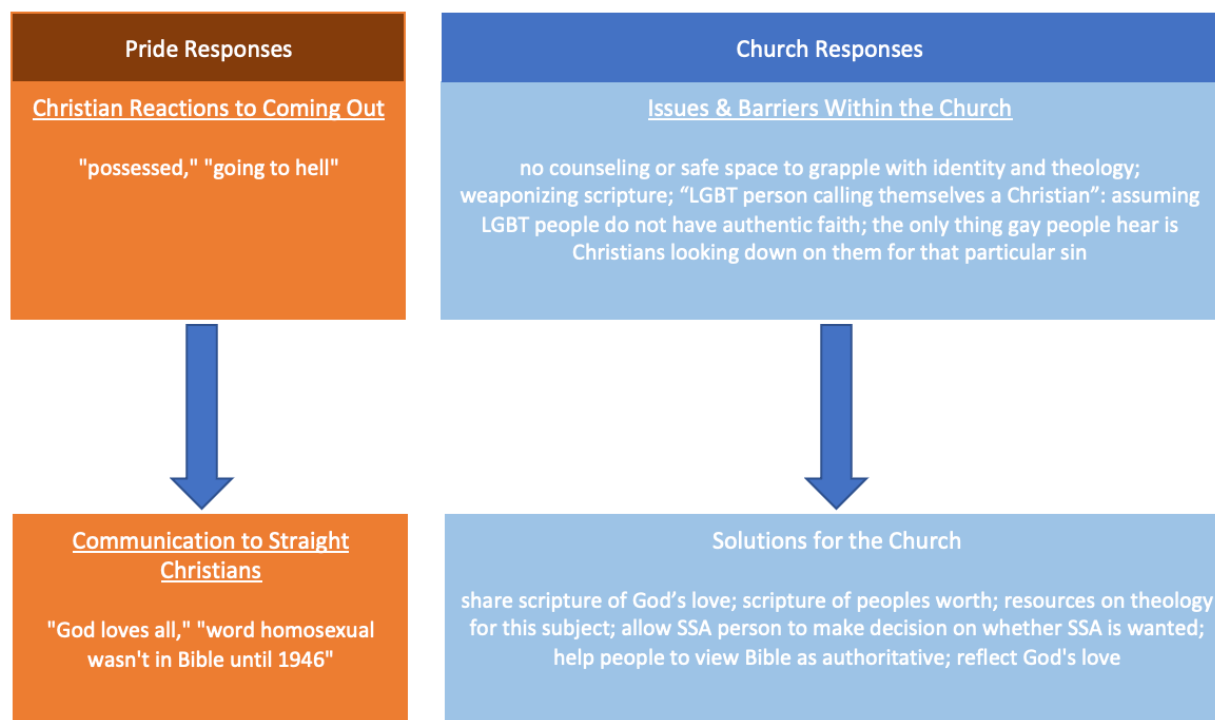 Pride Responses
Christian Reactions to Coming Out
"possessed," "going to hell"
Communication to Straight
Christians
"God loves all," "word homosexual
wasn't in Bible until 1946"
Church Responses
Issues & Barriers Within the Church
no counseling or safe space to grapple with identity and theology;
weaponizing scripture; “LGBT person calling themselves a Christian”: assuming
LGBT people do not have authentic faith; the only thing gay people hear is
Christians looking down on them for that particular sin
Solutions for the Church
share scripture of God’s love; scripture of peoples worth; resources on theology
for this subject; allow SSA person to make decision on whether SSA is wanted;
help people to view Bible as authoritative; reflect God's love